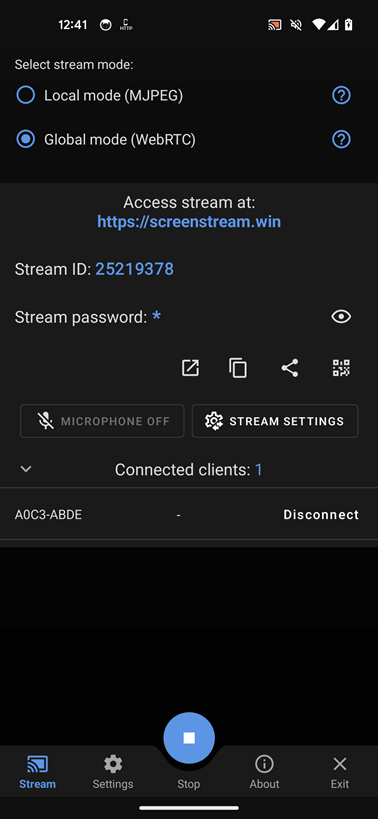 12:41
C
HTTP
Select stream mode:
Local mode (MJPEG)
Global mode (WebRTC)
Access stream at:
https://screenstream.win
Stream ID: 25219378
Stream password: *
MICROPHONE OFF
STREAM SETTINGS
Connected clients: 1
A0C3-ABDE - Disconnect
Stream Settings Stop About Exit